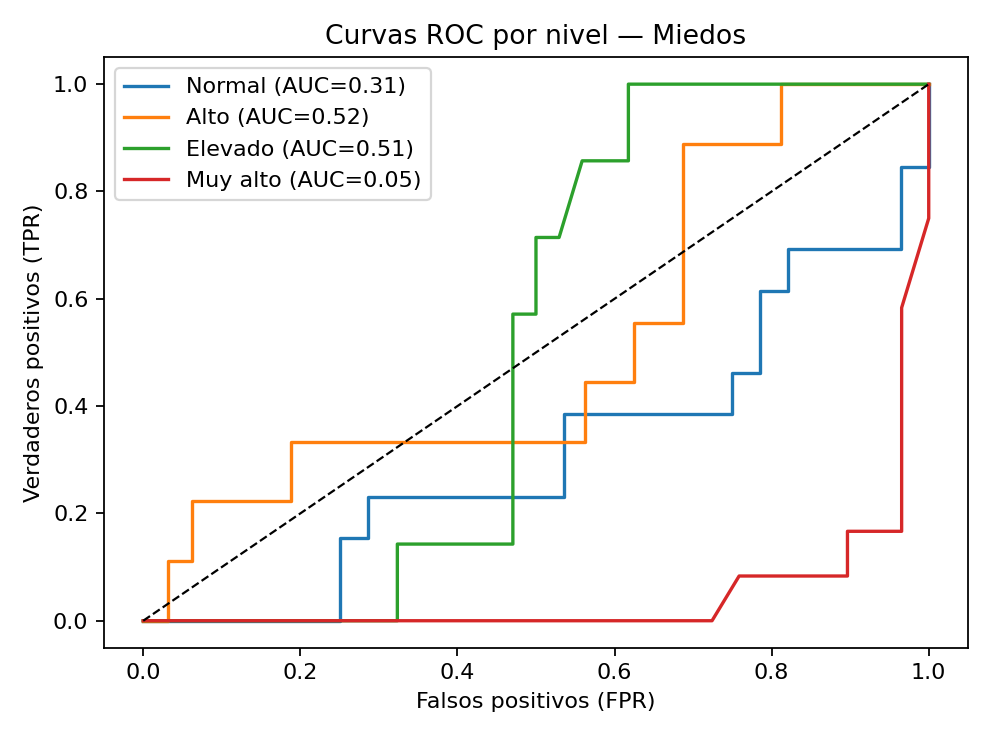 Curvas ROC por nivel — Miedos
Normal (AUC=0.31)
Alto (AUC=0.52)
Elevado (AUC=0.51)
Muy alto (AUC=0.05)
Verdaderos positivos (TPR)
1.0
0.8
0.6
0.4
0.2
0.0
0.0 0.2 0.4 0.6 0.8 1.0
Falsos positivos (FPR)